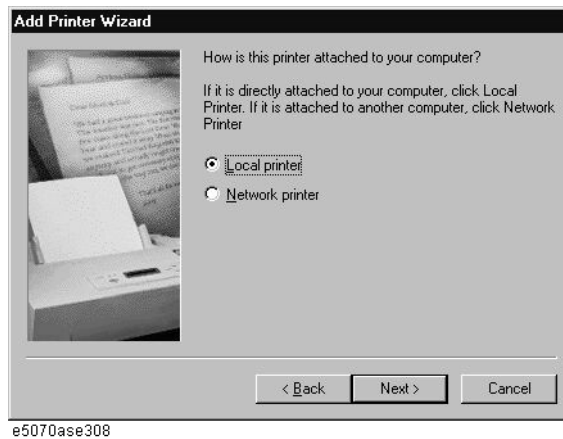 Add Printer Wizard
How is this printer attached to your computer?
If it is directly attached to your computer, click Local
Printer. If it is attached to another computer, click Network
Printer
Local printer
Network printer
< Back
Next >
Cancel
e5070ase308